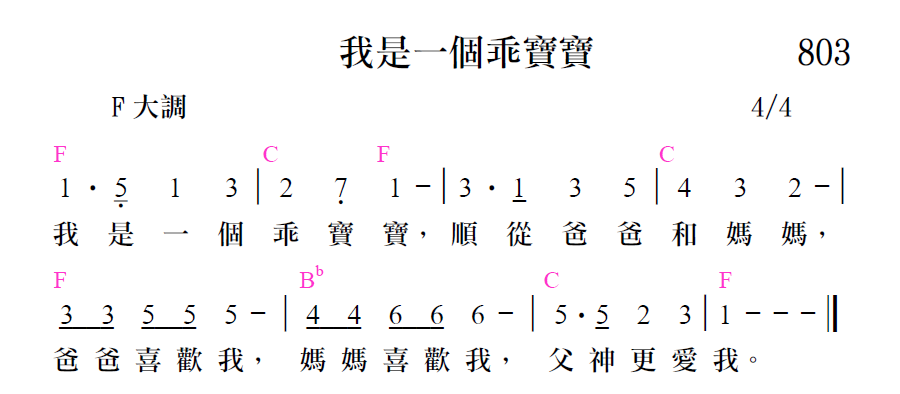 我是一個乖寶寶 803
F 大調 4/4
F C F C
1 · 5̣ 1 3 | 2 7̣ 1 － | 3 · 1 3 5 | 4 3 2 － |
我 是 一 個 乖 寶 寶， 順 從 爸 爸 和 媽 媽，
F B♭ C F
3 3 5 5 5 － | 4 4 6 6 6 － | 5 · 5 2 3 | 1 － － － ‖
爸 爸 喜 歡 我， 媽 媽 喜 歡 我， 父 神 更 愛 我。